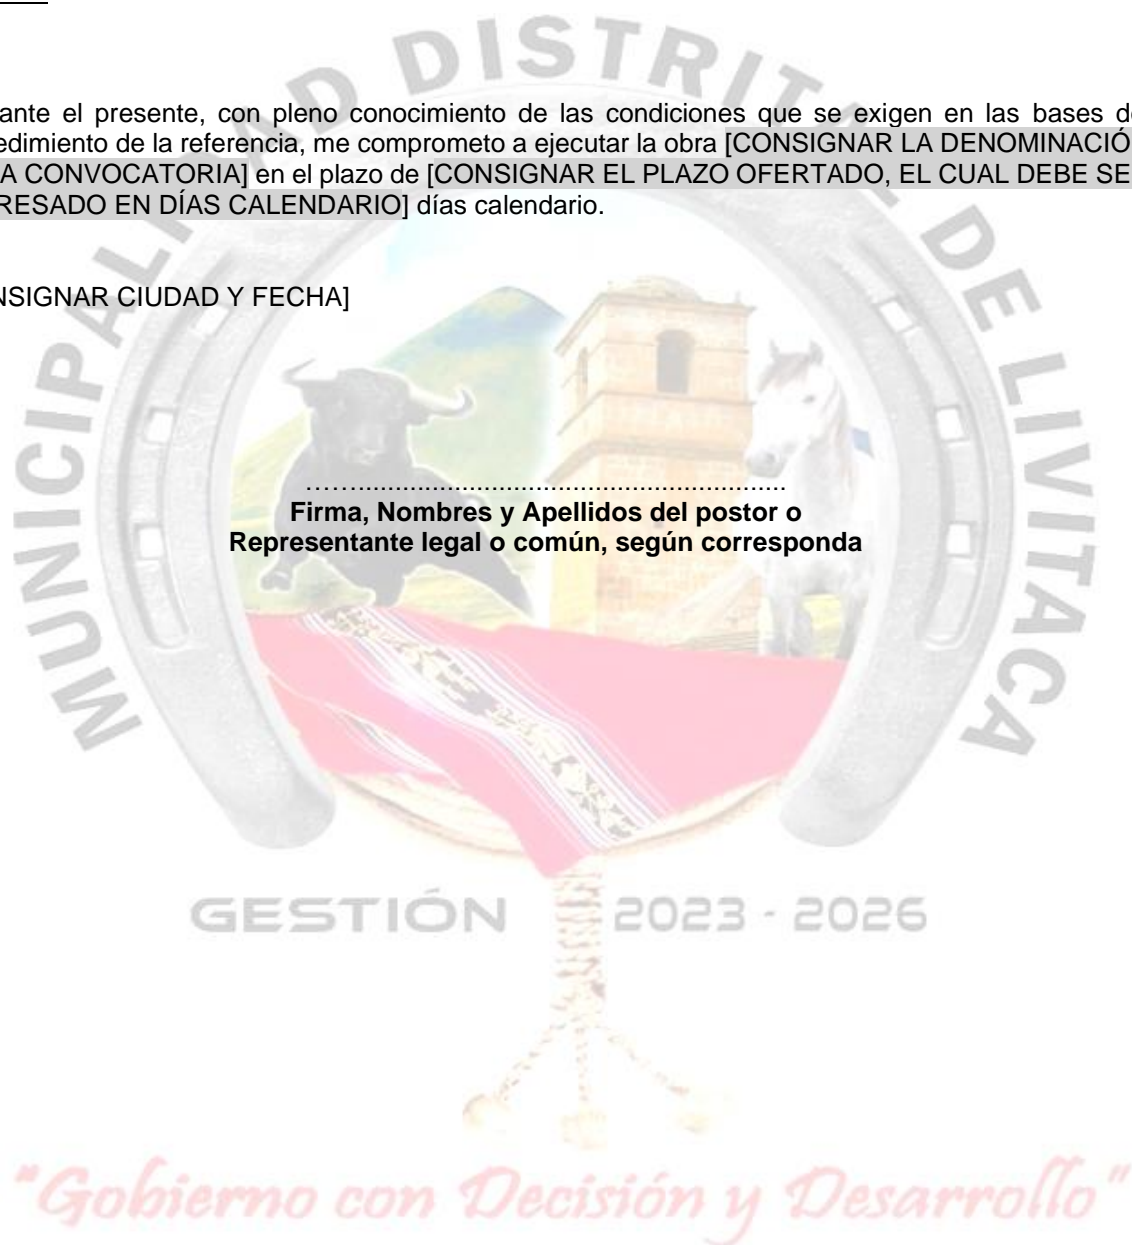 ante el presente, con pleno conocimiento de las condiciones que se exigen en las bases d
edimiento de la referencia, me comprometo a ejecutar la obra [CONSIGNAR LA DENOMINACIÓ
A CONVOCATORIA] en el plazo de [CONSIGNAR EL PLAZO OFERTADO, EL CUAL DEBE SE
RESADO EN DÍAS CALENDARIO] días calendario.
NSIGNAR CIUDAD Y FECHA]
……..........................................................
Firma, Nombres y Apellidos del postor o
Representante legal o común, según corresponda
MUNICIPALIDAD DISTRITAL DE LIVITACA
GESTIÓN 2023 - 2026
"Gobierno con Decisión y Desarrollo"